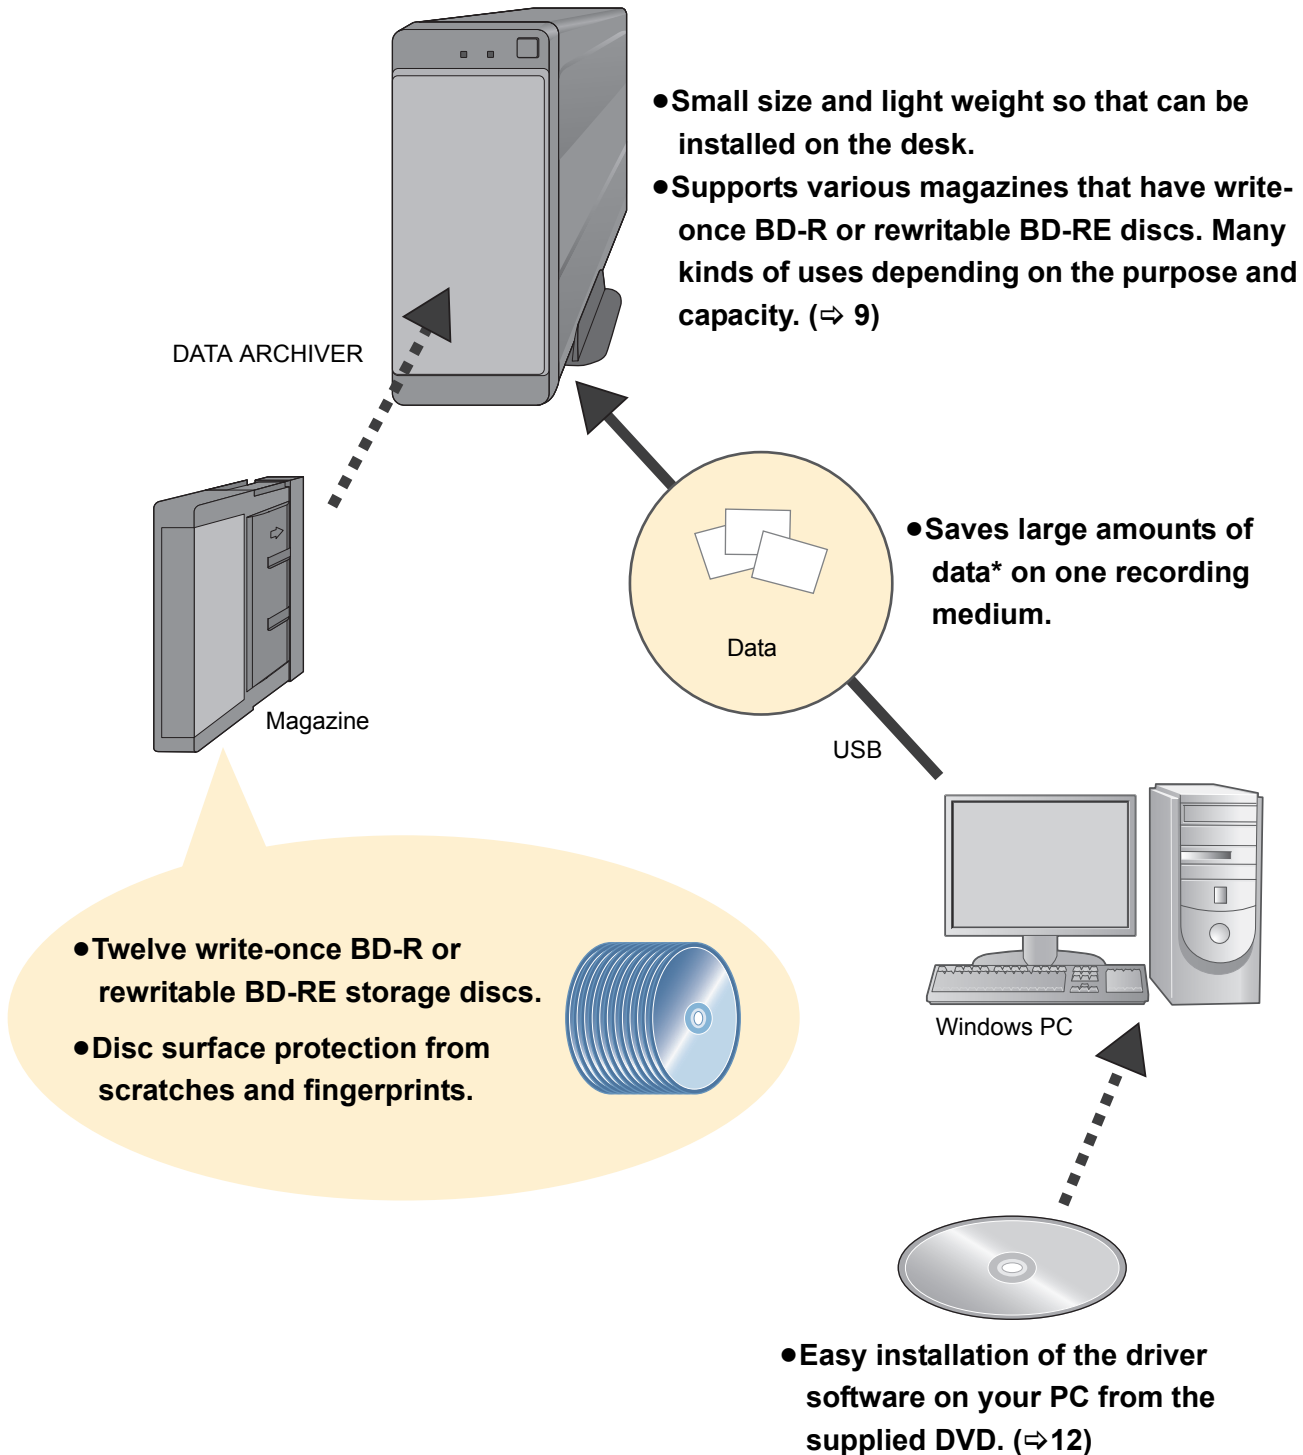 ●Small size and light weight so that can be
installed on the desk.
●Supports various magazines that have write-
once BD-R or rewritable BD-RE discs. Many
kinds of uses depending on the purpose and
capacity. (⇨ 9)
DATA ARCHIVER
●Saves large amounts of
data* on one recording
medium.
Data
Magazine
USB
●Twelve write-once BD-R or
rewritable BD-RE storage discs.
●Disc surface protection from
scratches and fingerprints.
Windows PC
●Easy installation of the driver
software on your PC from the
supplied DVD. (⇨12)